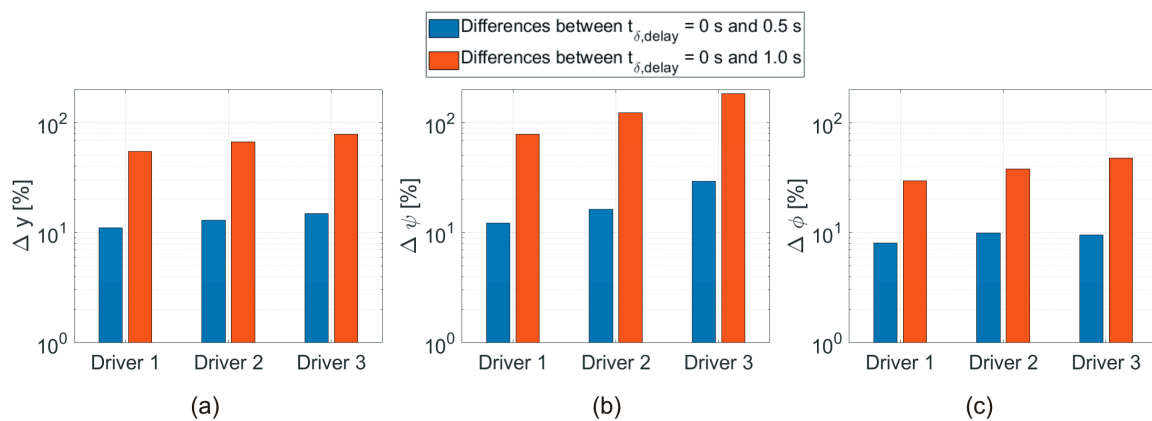 Differences between t_δ,delay = 0 s and 0.5 s
Differences between t_δ,delay = 0 s and 1.0 s
Δ y [%]
10^2
10^1
10^0
Driver 1 Driver 2 Driver 3
(a)
Δ ψ [%]
10^2
10^1
10^0
Driver 1 Driver 2 Driver 3
(b)
Δ ϕ [%]
10^2
10^1
10^0
Driver 1 Driver 2 Driver 3
(c)